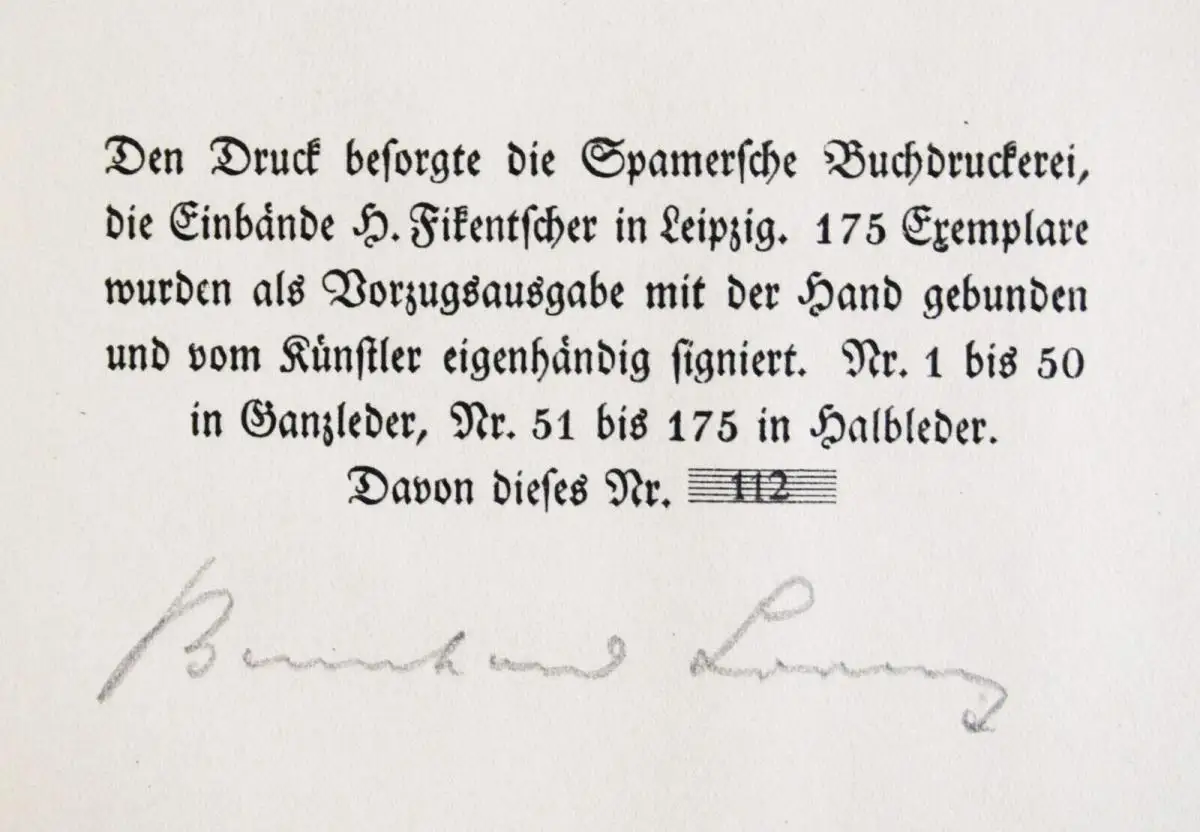 Den Druck beſorgte die Spamerſche Buchdruckerei,
die Einbände H. Fikentſcher in Leipzig. 175 Exemplare
wurden als Vorzugsausgabe mit der Hand gebunden
und vom Künſtler eigenhändig ſigniert. Nr. 1 bis 50
in Ganzleder, Nr. 51 bis 175 in Halbleder.
Davon dieſes Nr. 112
Bernhard